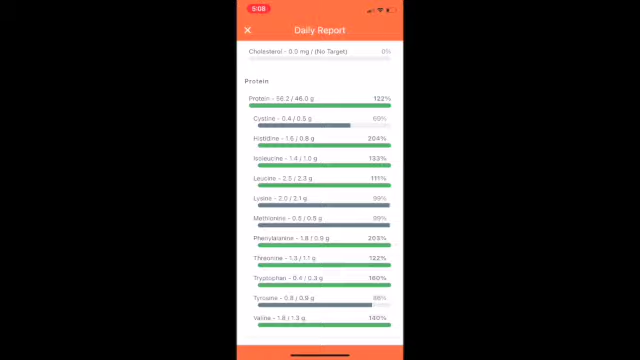 5:08
Daily Report
Cholesterol - 0.0 mg / (No Target) 0%
Protein
Protein - 56.2 / 46.0 g 122%
Cystine - 0.4 / 0.5 g 69%
Histidine - 1.6 / 0.8 g 204%
Isoleucine - 1.4 / 1.0 g 133%
Leucine - 2.5 / 2.3 g 111%
Lysine - 2.0 / 2.1 g 99%
Methionine - 0.5 / 0.5 g 99%
Phenylalanine - 1.8 / 0.9 g 203%
Threonine - 1.3 / 1.1 g 122%
Tryptophan - 0.4 / 0.3 g 160%
Tyrosine - 0.8 / 0.9 g 88%
Valine - 1.8 / 1.3 g 140%